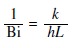 1/Bi = k/hL